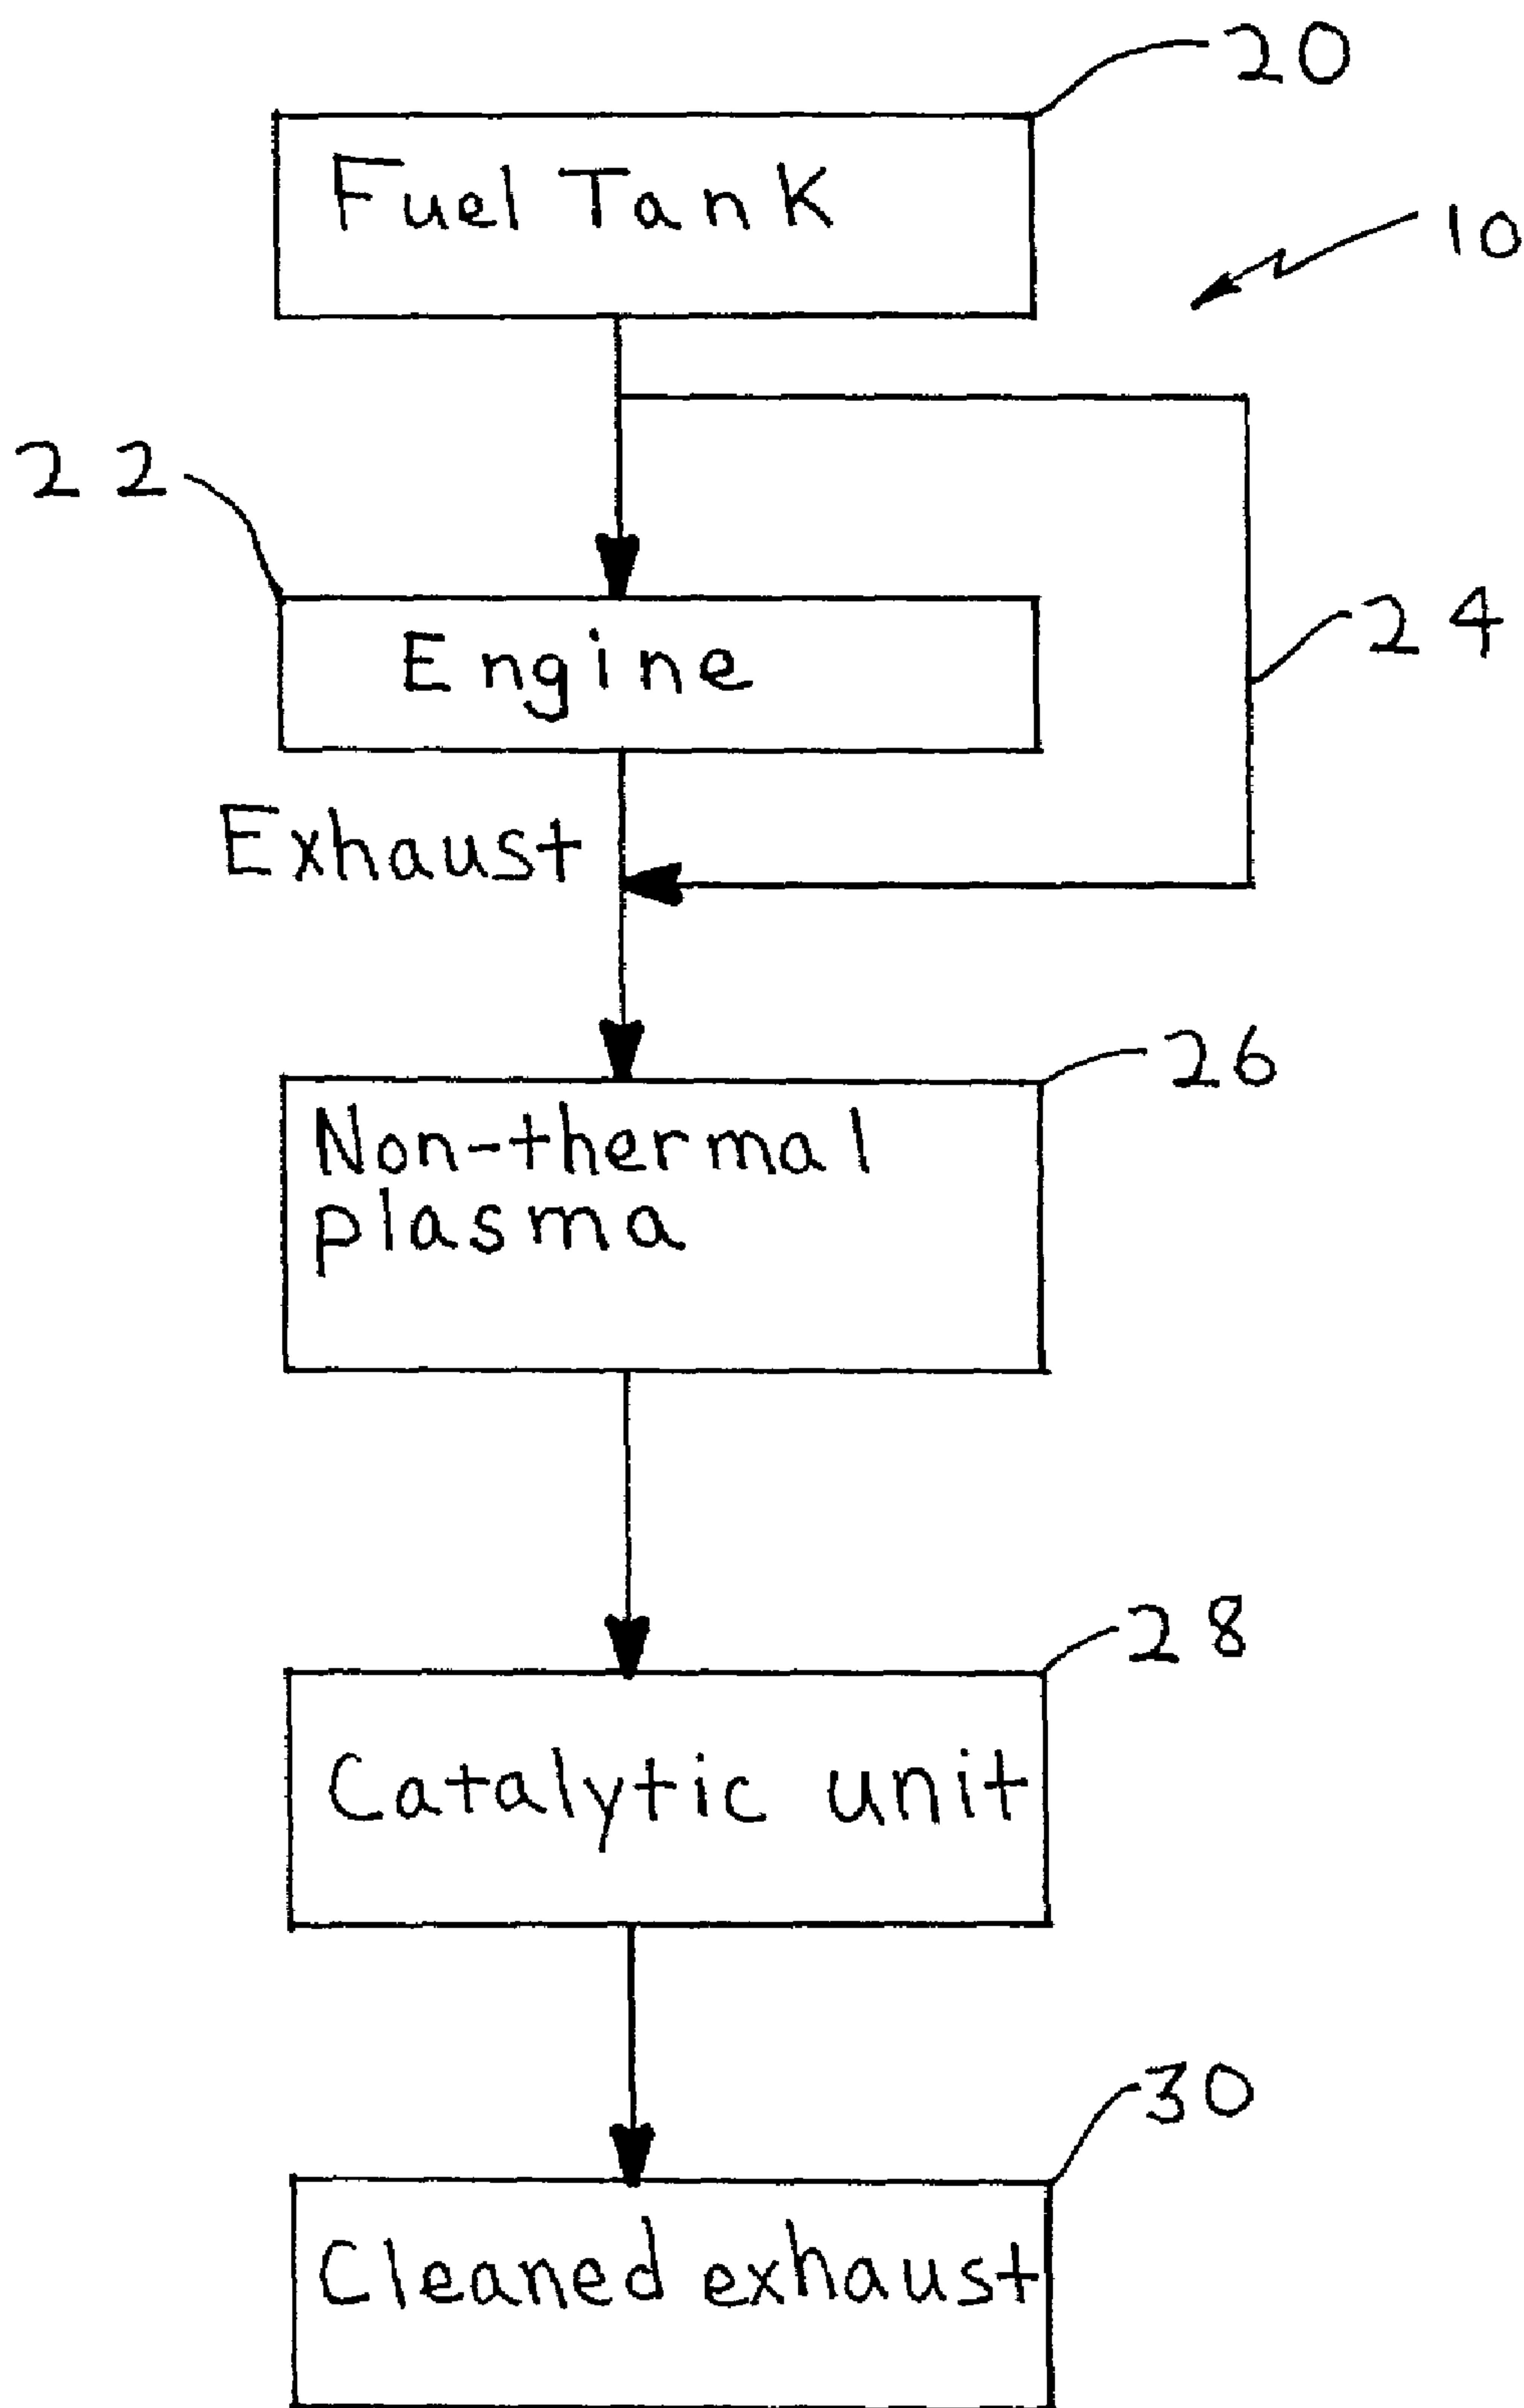 20
Fuel Tank
10
22
Engine
24
Exhaust
26
Non-thermal
plasma
28
Catalytic unit
30
Cleaned exhaust